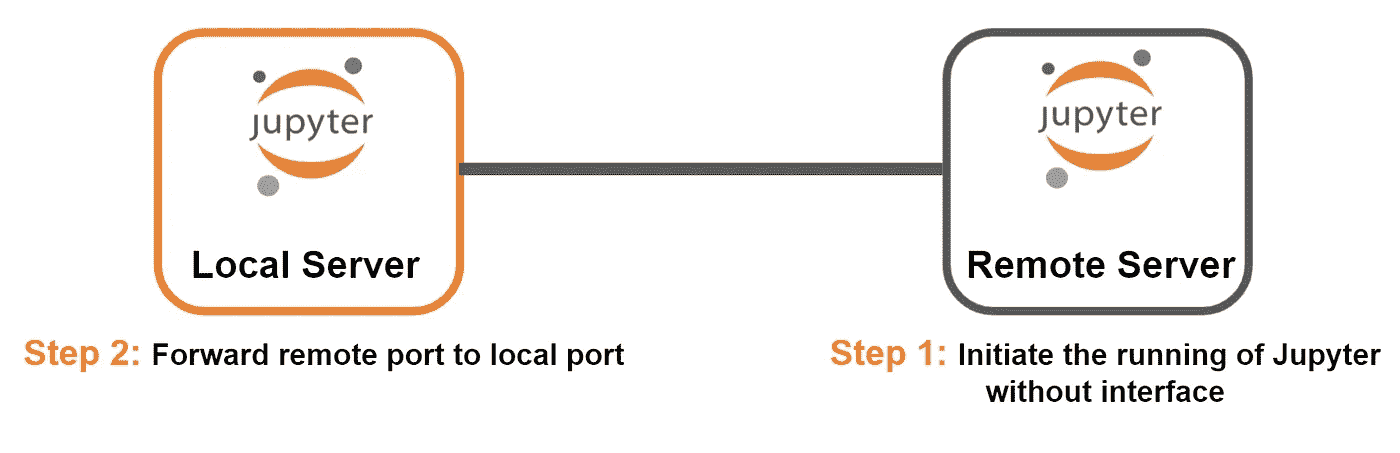 jupyter
Local Server
Step 2: Forward remote port to local port
jupyter
Remote Server
Step 1: Initiate the running of Jupyter
without interface